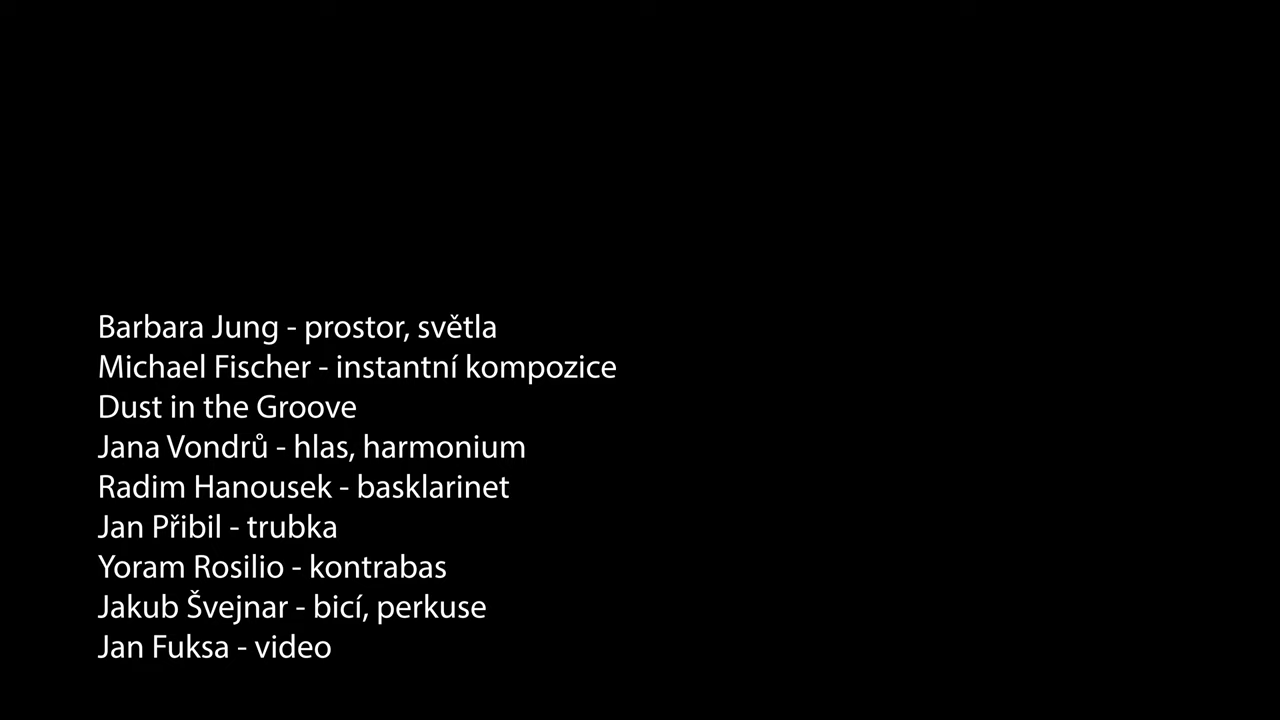 Barbara Jung - prostor, světla
Michael Fischer - instantní kompozice
Dust in the Groove
Jana Vondrů - hlas, harmonium
Radim Hanousek - basklarinet
Jan Přibil - trubka
Yoram Rosilio - kontrabas
Jakub Švejnar - bicí, perkuse
Jan Fuksa - video